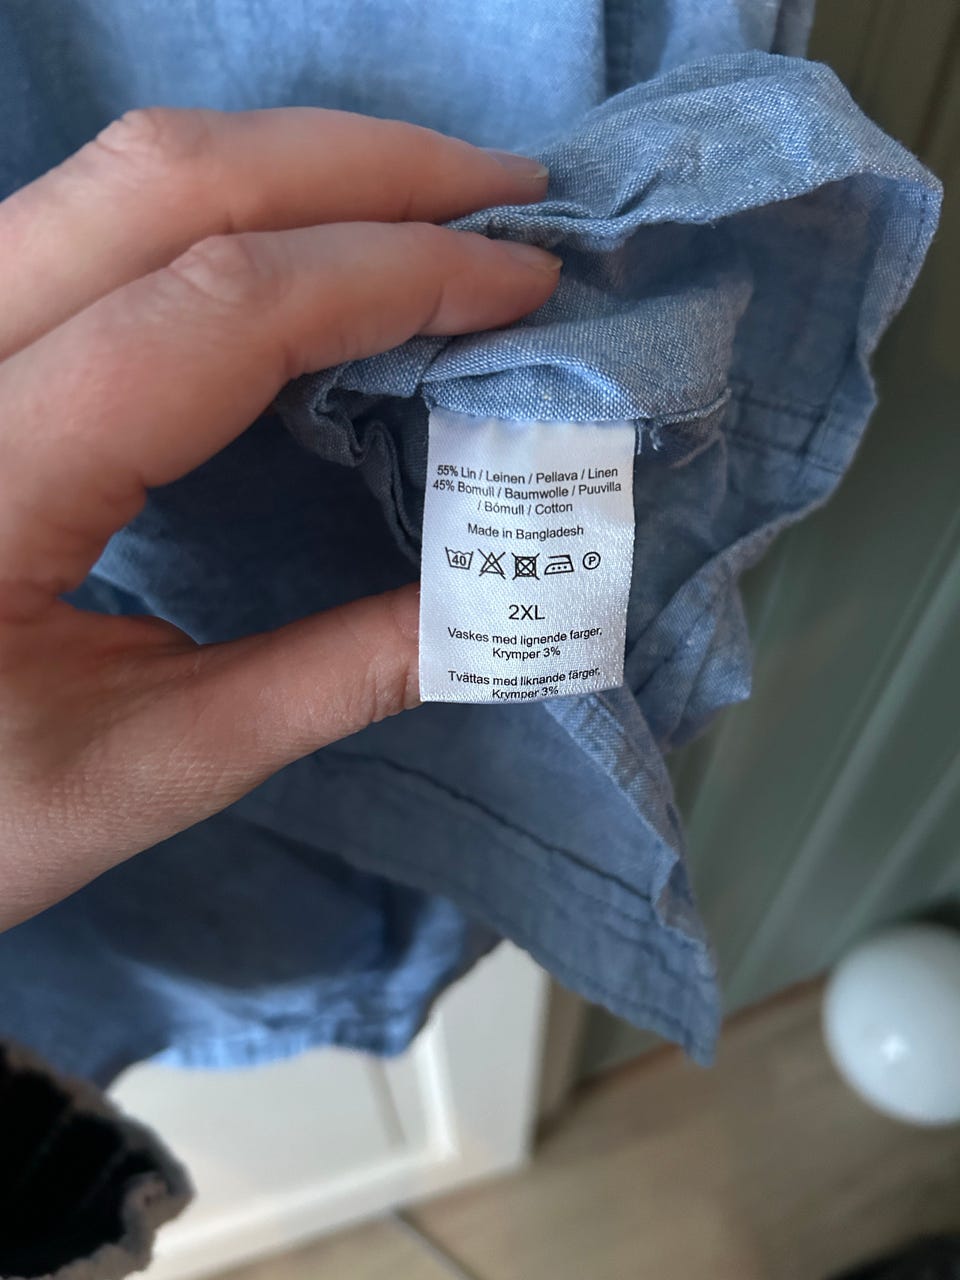 55% Lin / Leinen / Pellava / Linen
45% Bomull / Baumwolle / Puuvilla
/ Bómull / Cotton
Made in Bangladesh
40 P
2XL
Vaskes med lignende farger.
Krymper 3%
Tvättas med liknande färger.
Krymper 3%